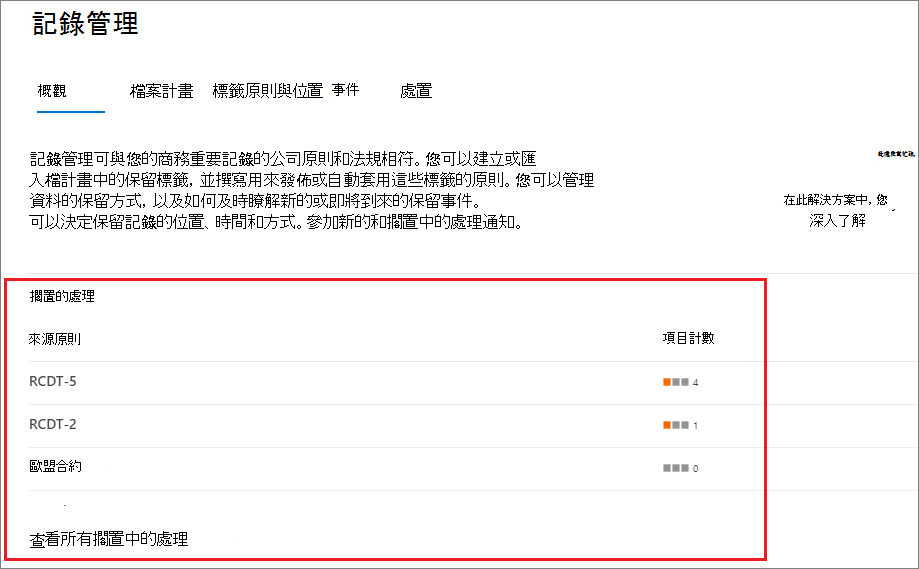 記錄管理
概觀 檔案計畫 標籤原則與位置 事件 處置
記錄管理可與您的商務重要記錄的公司原則和法規相符。您可以建立或匯
入檔計畫中的保留標籤，並撰寫用來發佈或自動套用這些標籤的原則。您可以管理
資料的保留方式，以及如何及時瞭解新的或即將到來的保留事件。
可以決定保留記錄的位置、時間和方式。參加新的和擱置中的處理通知。
在此解決方案中，您
深入了解
擱置的處理
來源原則 項目計數
RCDT-5 4
RCDT-2 1
歐盟合約 0
查看所有擱置中的處理